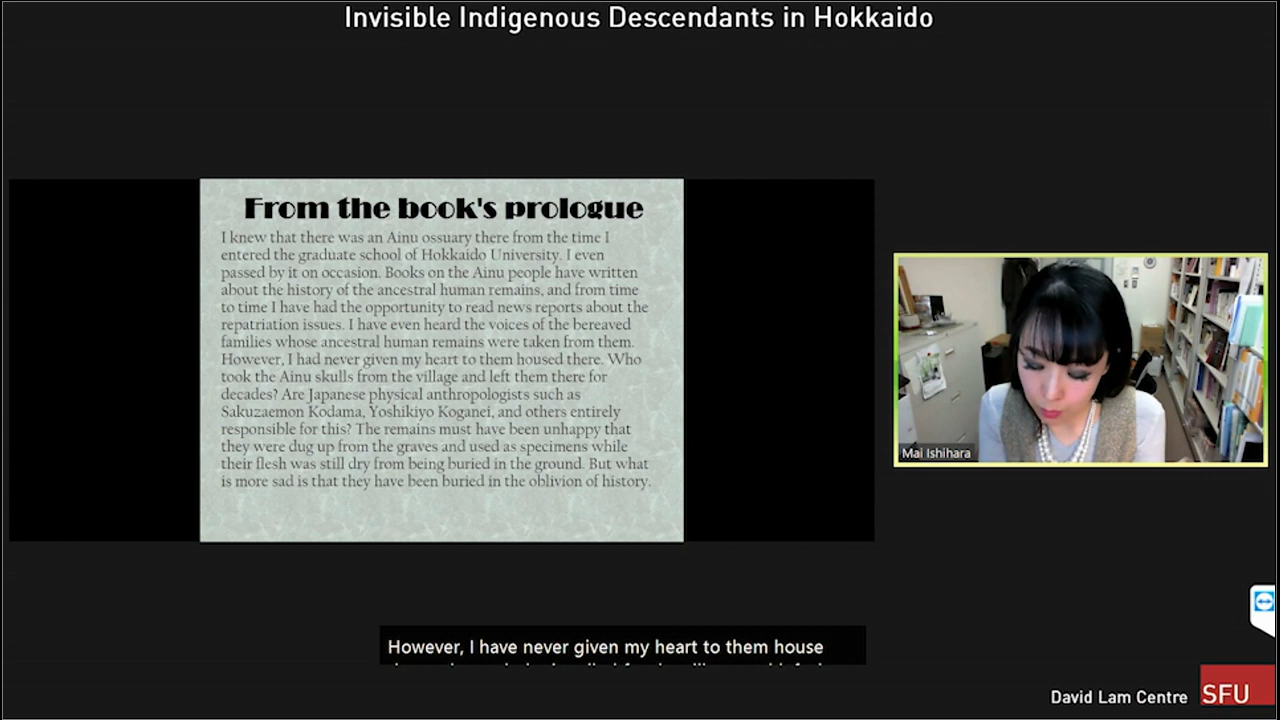 Invisible Indigenous Descendants in Hokkaido
From the book's prologue
I knew that there was an Ainu ossuary there from the time I
entered the graduate school of Hokkaido University. I even
passed by it on occasion. Books on the Ainu people have written
about the history of the ancestral human remains, and from time
to time I have had the opportunity to read news reports about the
repatriation issues. I have even heard the voices of the bereaved
families whose ancestral human remains were taken from them.
However, I had never given my heart to them housed there. Who
took the Ainu skulls from the village and left them there for
decades? Are Japanese physical anthropologists such as
Sakuzaemon Kodama, Yoshikiyo Koganei, and others entirely
responsible for this? The remains must have been unhappy that
they were dug up from the graves and used as specimens while
their flesh was still dry from being buried in the ground. But what
is more sad is that they have been buried in the oblivion of history.
Mai Ishihara
However, I have never given my heart to them house
David Lam Centre
SFU